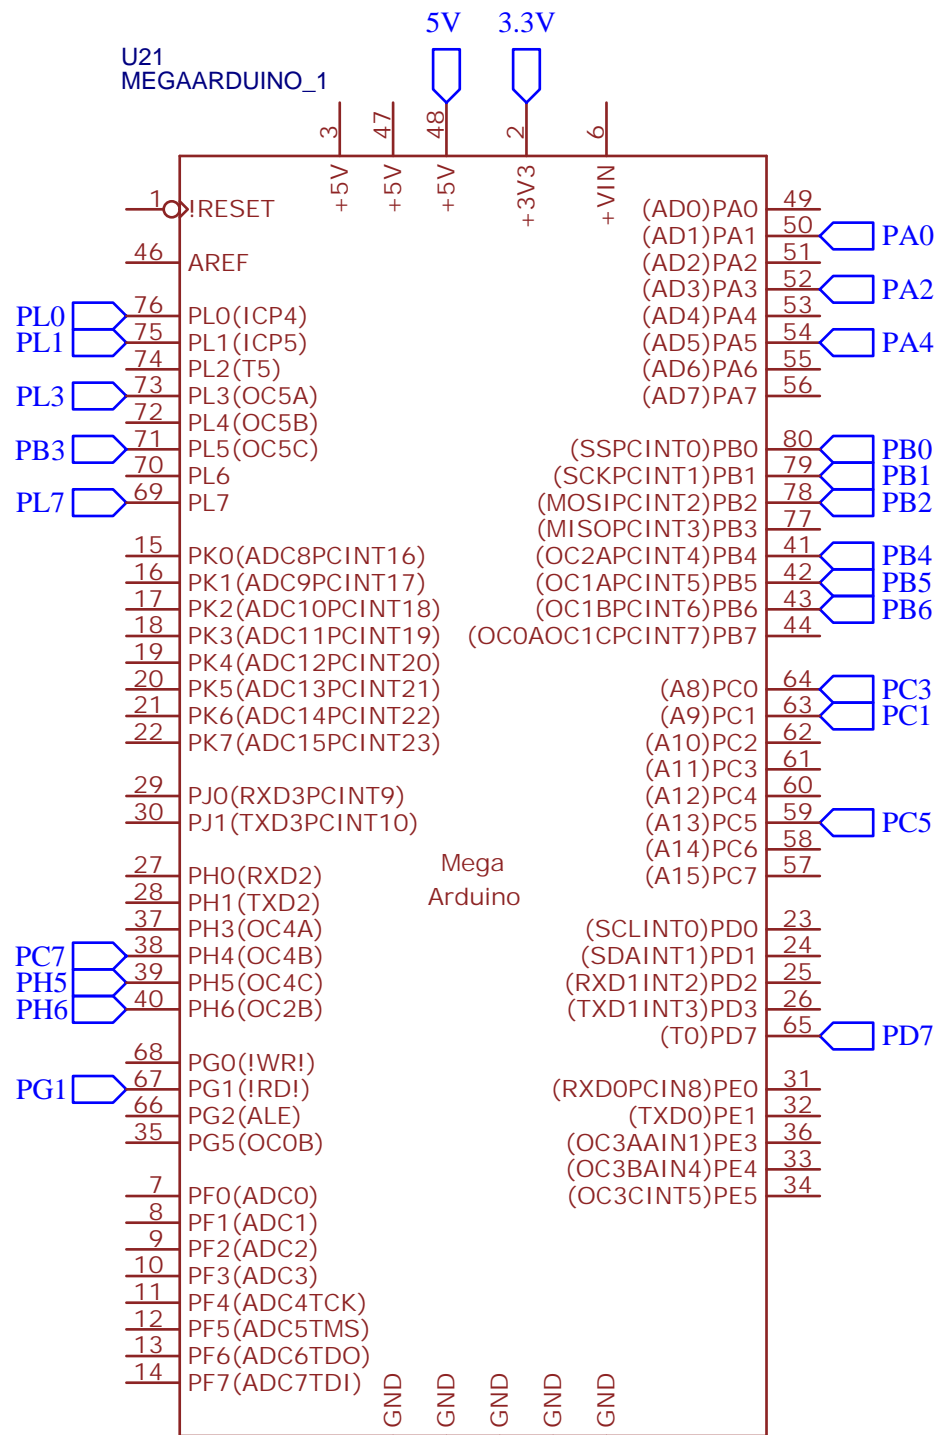 5V 3.3V
U21
MEGAARDUINO_1
3 47 48 2 6
+5V +5V +5V +3V3 +VIN
1 !RESET
46 AREF
PL0 76 PL0(ICP4)
PL1 75 PL1(ICP5)
74 PL2(T5)
PL3 73 PL3(OC5A)
72 PL4(OC5B)
PB3 71 PL5(OC5C)
70 PL6
PL7 69 PL7
15 PK0(ADC8PCINT16)
16 PK1(ADC9PCINT17)
17 PK2(ADC10PCINT18)
18 PK3(ADC11PCINT19)
19 PK4(ADC12PCINT20)
20 PK5(ADC13PCINT21)
21 PK6(ADC14PCINT22)
22 PK7(ADC15PCINT23)
29 PJ0(RXD3PCINT9)
30 PJ1(TXD3PCINT10)
27 PH0(RXD2)
28 PH1(TXD2)
37 PH3(OC4A)
PC7 38 PH4(OC4B)
PH5 39 PH5(OC4C)
PH6 40 PH6(OC2B)
68 PG0(!WR!)
PG1 67 PG1(!RD!)
66 PG2(ALE)
35 PG5(OC0B)
7 PF0(ADC0)
8 PF1(ADC1)
9 PF2(ADC2)
10 PF3(ADC3)
11 PF4(ADC4TCK)
12 PF5(ADC5TMS)
13 PF6(ADC6TDO)
14 PF7(ADC7TDI)
Mega
Arduino
(AD0)PA0 49
(AD1)PA1 50 PA0
(AD2)PA2 51
(AD3)PA3 52 PA2
(AD4)PA4 53
(AD5)PA5 54 PA4
(AD6)PA6 55
(AD7)PA7 56
(SSPCINT0)PB0 80 PB0
(SCKPCINT1)PB1 79 PB1
(MOSIPCINT2)PB2 78 PB2
(MISOPCINT3)PB3 77
(OC2APCINT4)PB4 41 PB4
(OC1APCINT5)PB5 42 PB5
(OC1BPCINT6)PB6 43 PB6
(OC0AOC1CPCINT7)PB7 44
(A8)PC0 64 PC3
(A9)PC1 63 PC1
(A10)PC2 62
(A11)PC3 61
(A12)PC4 60
(A13)PC5 59 PC5
(A14)PC6 58
(A15)PC7 57
(SCLINT0)PD0 23
(SDAINT1)PD1 24
(RXD1INT2)PD2 25
(TXD1INT3)PD3 26
(T0)PD7 65 PD7
(RXD0PCIN8)PE0 31
(TXD0)PE1 32
(OC3AAIN1)PE3 36
(OC3BAIN4)PE4 33
(OC3CINT5)PE5 34
GND GND GND GND GND